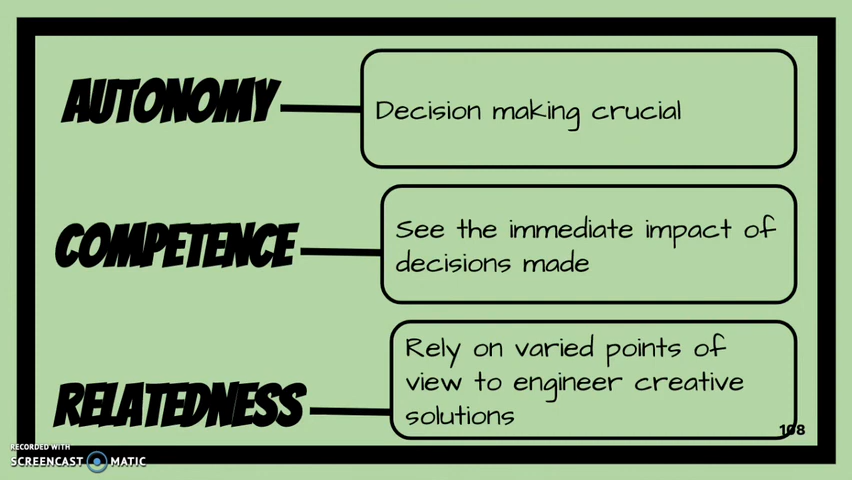 AUTONOMY
Decision making crucial
COMPETENCE
See the immediate impact of
decisions made
RELATEDNESS
Rely on varied points of
view to engineer creative
solutions
168
RECORDED WITH
SCREENCAST MATIC